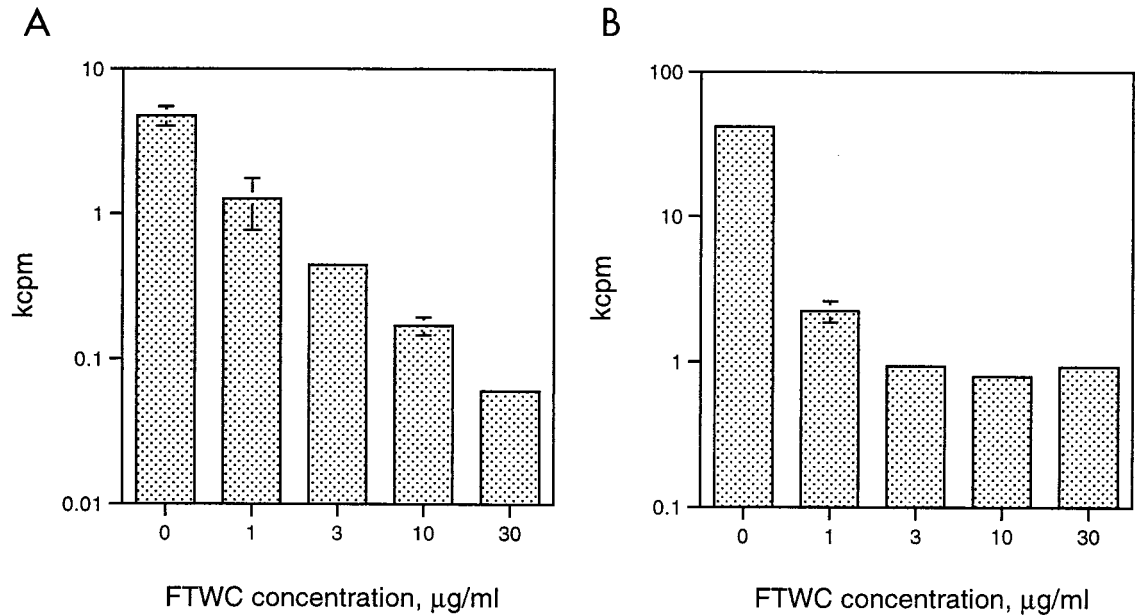 A
10
1
0.1
0.01
kcpm
0 1 3 10 30
FTWC concentration, μg/ml
B
100
10
1
0.1
kcpm
0 1 3 10 30
FTWC concentration, μg/ml